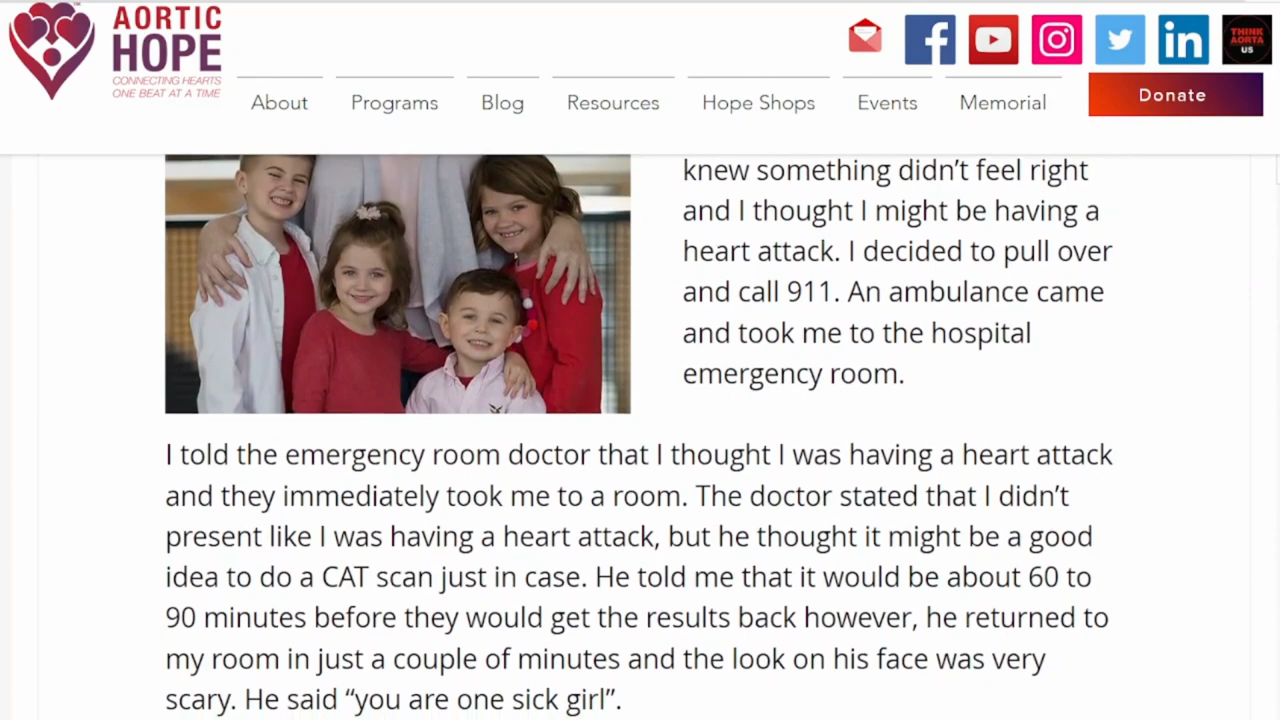 AORTIC
HOPE
CONNECTING HEARTS
ONE BEAT AT A TIME
THINK
AORTA
US
About
Programs
Blog
Resources
Hope Shops
Events
Memorial
Donate
knew something didn’t feel right
and I thought I might be having a
heart attack. I decided to pull over
and call 911. An ambulance came
and took me to the hospital
emergency room.
I told the emergency room doctor that I thought I was having a heart attack
and they immediately took me to a room. The doctor stated that I didn’t
present like I was having a heart attack, but he thought it might be a good
idea to do a CAT scan just in case. He told me that it would be about 60 to
90 minutes before they would get the results back however, he returned to
my room in just a couple of minutes and the look on his face was very
scary. He said “you are one sick girl”.